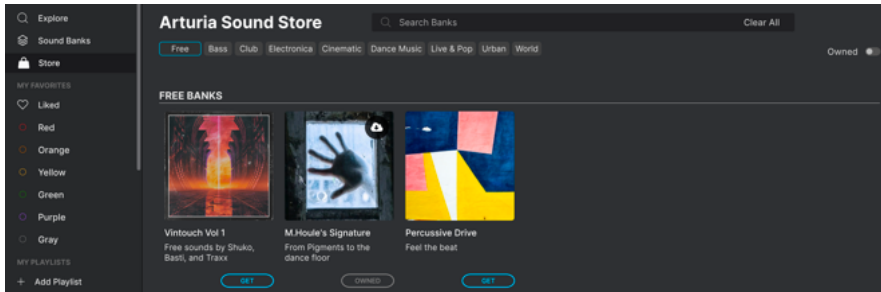 Explore
Sound Banks
Store
MY FAVORITES
Liked
Red
Orange
Yellow
Green
Purple
Gray
MY PLAYLISTS
Add Playlist
Arturia Sound Store
Search Banks
Clear All
Free
Bass
Club
Electronica
Cinematic
Dance Music
Live & Pop
Urban
World
Owned
FREE BANKS
Vintouch Vol 1
Free sounds by Shuko,
Basti, and Traxx
GET
M.Houle's Signature
From Pigments to the
dance floor
OWNED
Percussive Drive
Feel the beat
GET